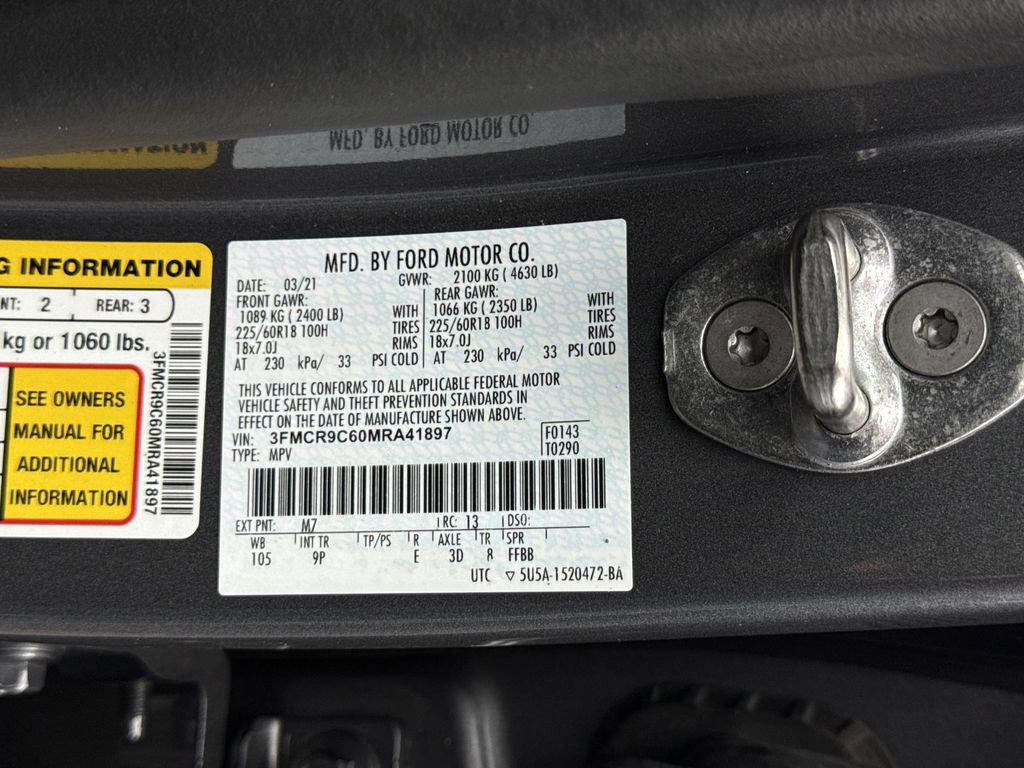 MFD. BY FORD MOTOR CO.
G INFORMATION
NT: 2 REAR: 3
kg or 1060 lbs.
SEE OWNERS
MANUAL FOR
ADDITIONAL
INFORMATION
3FMCR9C60MRA41897
MFD. BY FORD MOTOR CO.
DATE: 03/21 GVWR: 2100 KG ( 4630 LB)
FRONT GAWR: REAR GAWR:
1089 KG ( 2400 LB) WITH 1066 KG ( 2350 LB) WITH
225/60R18 100H TIRES 225/60R18 100H TIRES
18x7.0J RIMS 18x7.0J RIMS
AT 230 kPa/ 33 PSI COLD AT 230 kPa/ 33 PSI COLD
THIS VEHICLE CONFORMS TO ALL APPLICABLE FEDERAL MOTOR
VEHICLE SAFETY AND THEFT PREVENTION STANDARDS IN
EFFECT ON THE DATE OF MANUFACTURE SHOWN ABOVE.
VIN: 3FMCR9C60MRA41897 F0143
TYPE: MPV T0290
EXT PNT: M7 RC: 13 DSO:
WB INT TR TP/PS R AXLE TR SPR
105 9P E 3D 8 FFBB
UTC ▽ 5U5A-1520472-BA